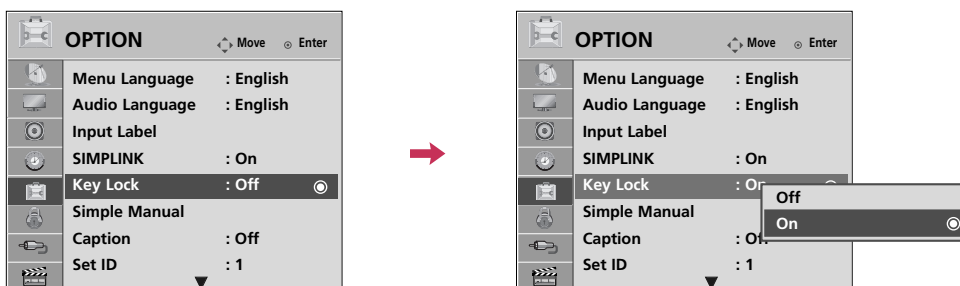 OPTION
Move
Enter
Menu Language : English
Audio Language : English
Input Label
SIMPLINK : On
Key Lock : Off
Simple Manual
Caption : Off
Set ID : 1
OPTION
Move
Enter
Menu Language : English
Audio Language : English
Input Label
SIMPLINK : On
Key Lock : On
Simple Manual
Caption : Of
Set ID : 1
Off
On